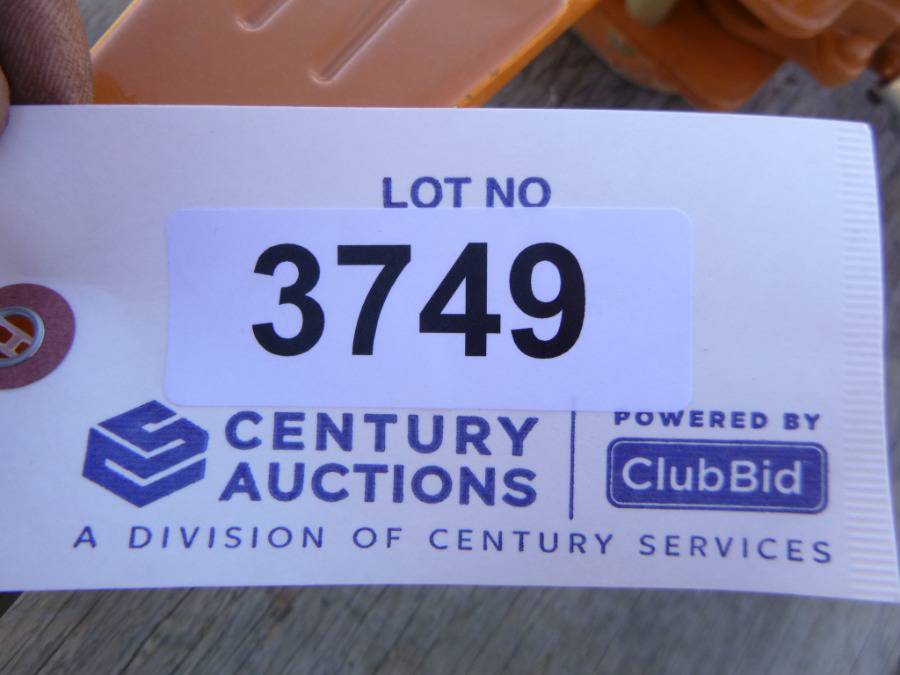 LOT NO
3749
CENTURY
AUCTIONS
POWERED BY
ClubBid
A DIVISION OF CENTURY SERVICES